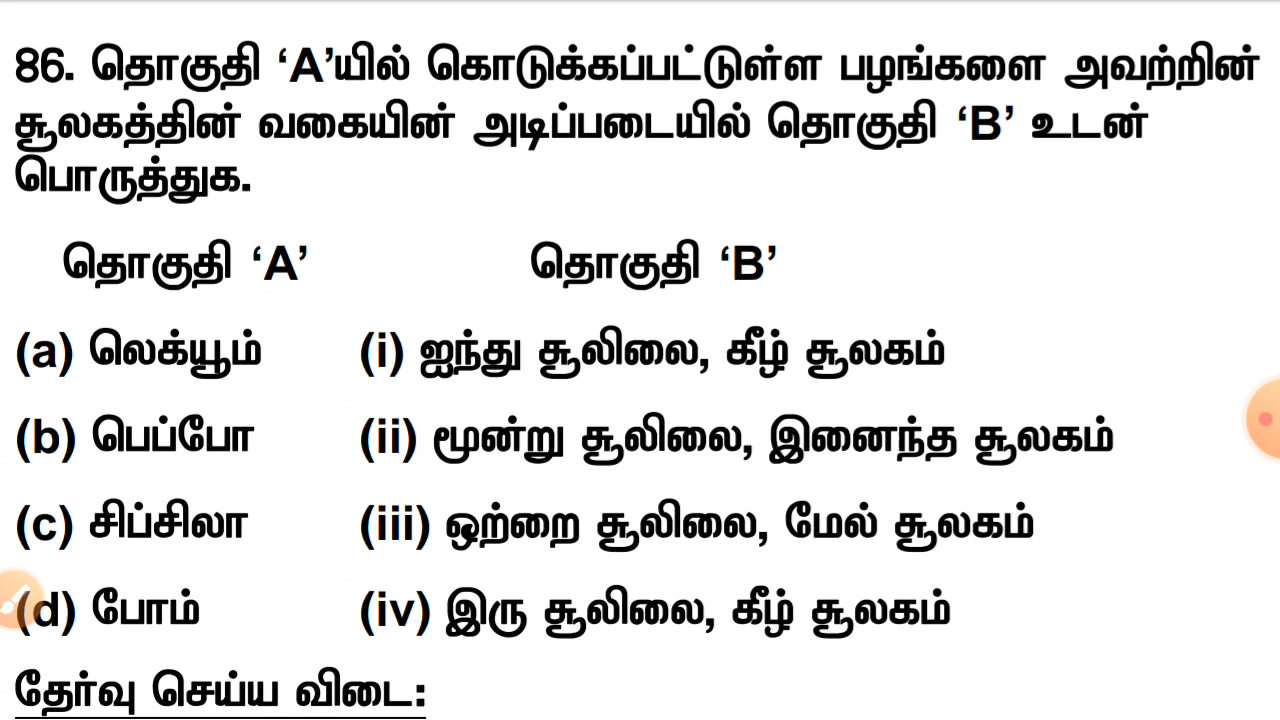 86. தொகுதி ‘A’யில் கொடுக்கப்பட்டுள்ள பழங்களை அவற்றின்
சூலகத்தின் வகையின் அடிப்படையில் தொகுதி ‘B’ உடன்
பொருத்துக.
தொகுதி ‘A’ தொகுதி ‘B’
(a) லெக்யூம் (i) ஐந்து சூலிலை, கீழ் சூலகம்
(b) பெப்போ (ii) மூன்று சூலிலை, இனைந்த சூலகம்
(c) சிப்சிலா (iii) ஒற்றை சூலிலை, மேல் சூலகம்
(d) போம் (iv) இரு சூலிலை, கீழ் சூலகம்
தேர்வு செய்ய விடை: